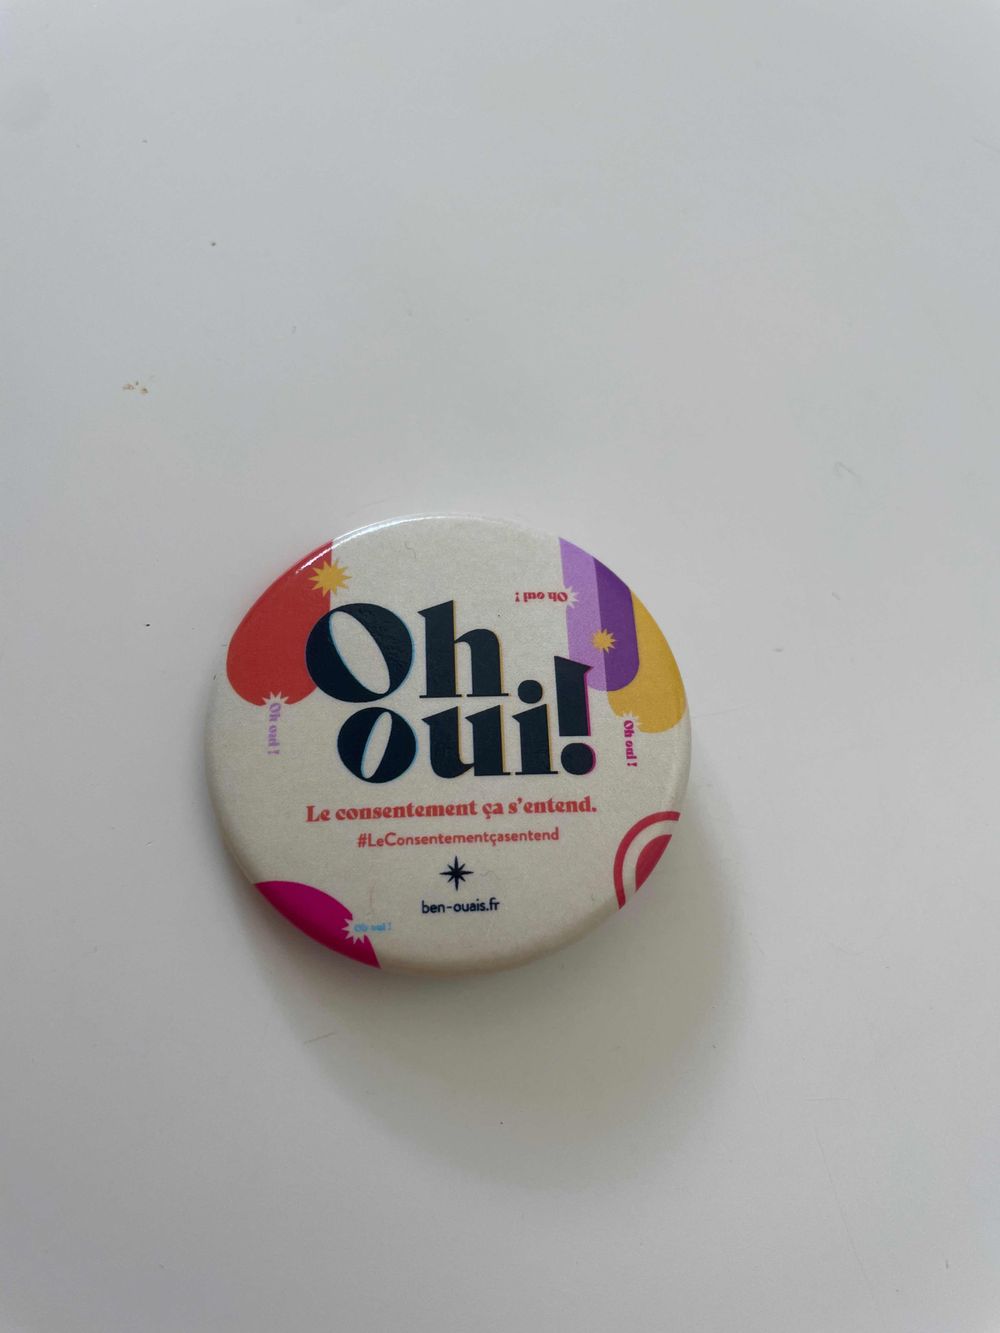 Oh oui !
Oh
oui!
Oh oui !
Oh oui !
Le consentement ça s'entend.
#LeConsentementçasentend
ben-ouais.fr
Oh oui !